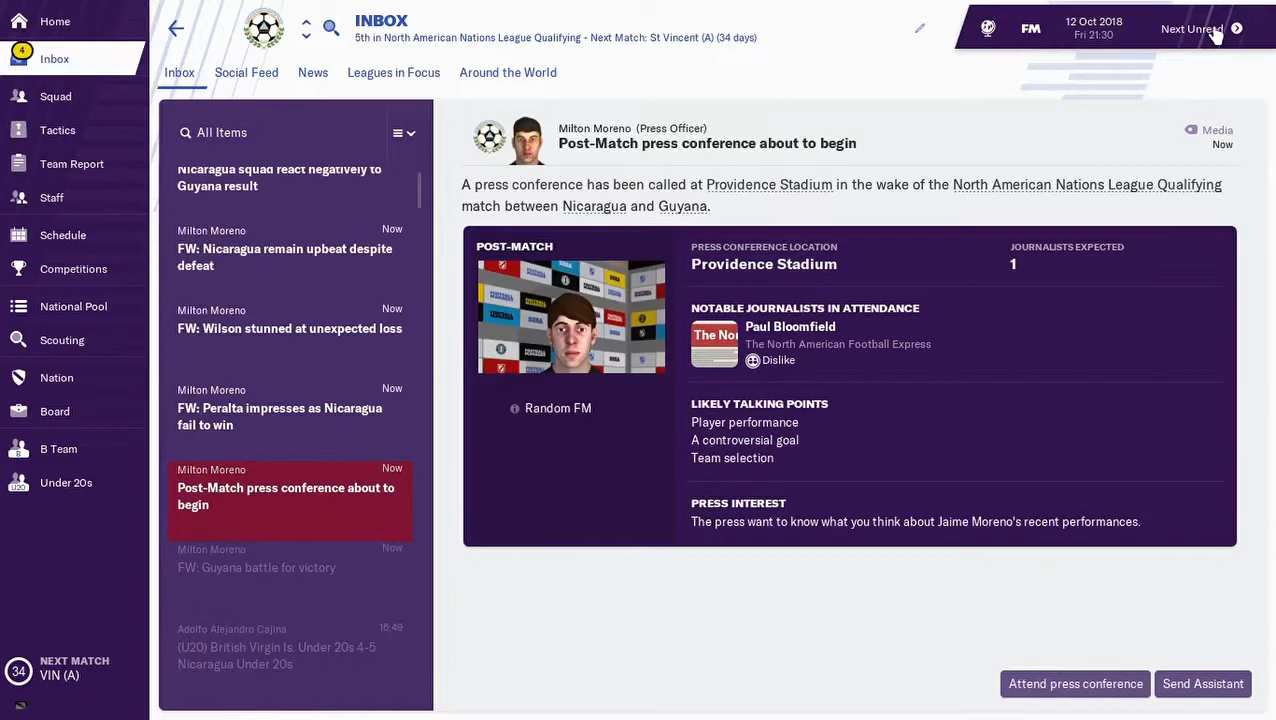 Home
4
Inbox
Squad
Tactics
Team Report
Staff
Schedule
Competitions
National Pool
Scouting
Nation
Board
B Team
Under 20s
34
NEXT MATCH
VIN (A)
INBOX
5th in North American Nations League Qualifying - Next Match: St Vincent (A) (34 days)
FM
12 Oct 2018
Fri 21:30
Next Unread
Inbox
Social Feed
News
Leagues in Focus
Around the World
All Items
Nicaragua squad react negatively to
Guyana result
Milton Moreno Now
FW: Nicaragua remain upbeat despite
defeat
Milton Moreno Now
FW: Wilson stunned at unexpected loss
Milton Moreno Now
FW: Peralta impresses as Nicaragua
fail to win
Milton Moreno Now
Post-Match press conference about to
begin
Milton Moreno Now
FW: Guyana battle for victory
Adolfo Alejandro Cajina 16:49
(U20) British Virgin Is. Under 20s 4-5
Nicaragua Under 20s
Milton Moreno (Press Officer)
Post-Match press conference about to begin
Media
Now
A press conference has been called at Providence Stadium in the wake of the North American Nations League Qualifying
match between Nicaragua and Guyana.
POST-MATCH
Random FM
PRESS CONFERENCE LOCATION
Providence Stadium
JOURNALISTS EXPECTED
1
NOTABLE JOURNALISTS IN ATTENDANCE
The Nor
Paul Bloomfield
The North American Football Express
Dislike
LIKELY TALKING POINTS
Player performance
A controversial goal
Team selection
PRESS INTEREST
The press want to know what you think about Jaime Moreno's recent performances.
Attend press conference
Send Assistant